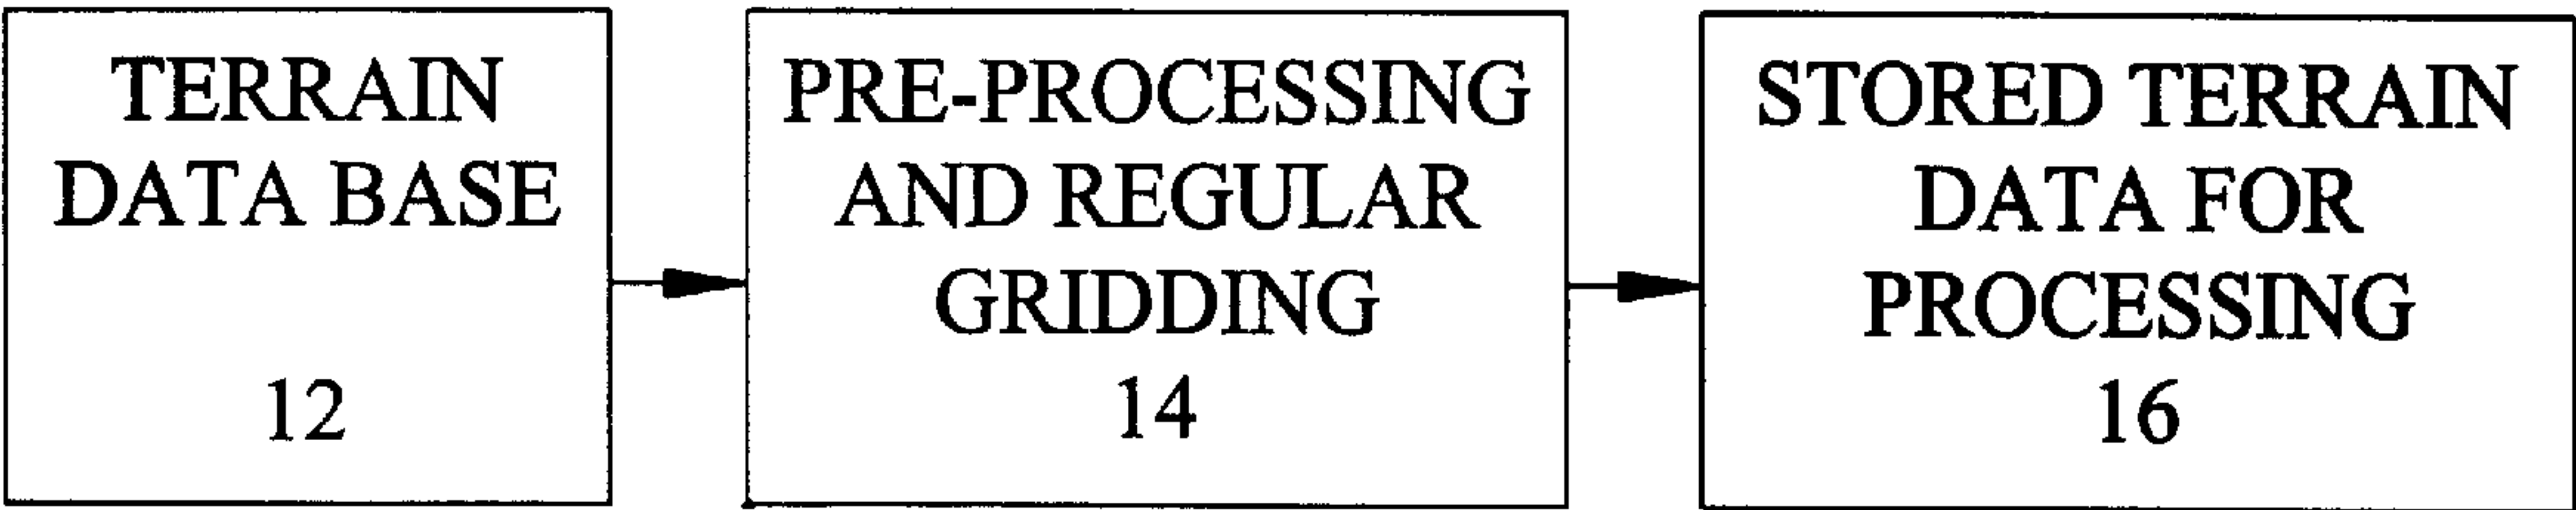 TERRAIN
DATA BASE
12
PRE-PROCESSING
AND REGULAR
GRIDDING
14
STORED TERRAIN
DATA FOR
PROCESSING
16